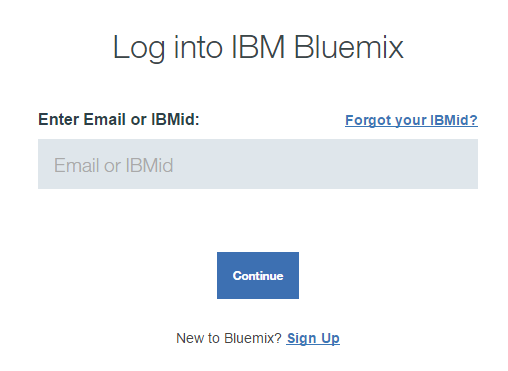 Log into IBM Bluemix
Enter Email or IBMid: Forgot your IBMid?
Email or IBMid
Continue
New to Bluemix? Sign Up